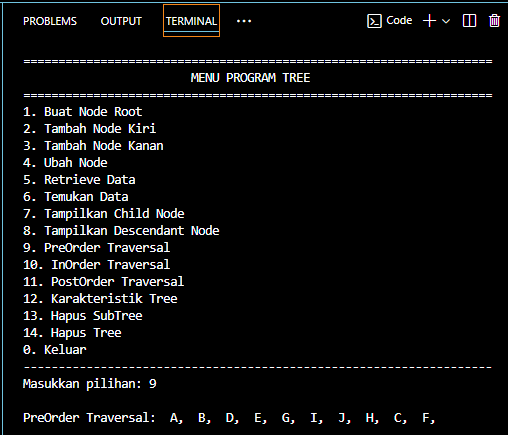 PROBLEMS OUTPUT TERMINAL ··· Code
===================================================================
MENU PROGRAM TREE
===================================================================
1. Buat Node Root
2. Tambah Node Kiri
3. Tambah Node Kanan
4. Ubah Node
5. Retrieve Data
6. Temukan Data
7. Tampilkan Child Node
8. Tampilkan Descendant Node
9. PreOrder Traversal
10. InOrder Traversal
11. PostOrder Traversal
12. Karakteristik Tree
13. Hapus SubTree
14. Hapus Tree
0. Keluar
-------------------------------------------------------------------
Masukkan pilihan: 9
PreOrder Traversal:  A,  B,  D,  E,  G,  I,  J,  H,  C,  F,